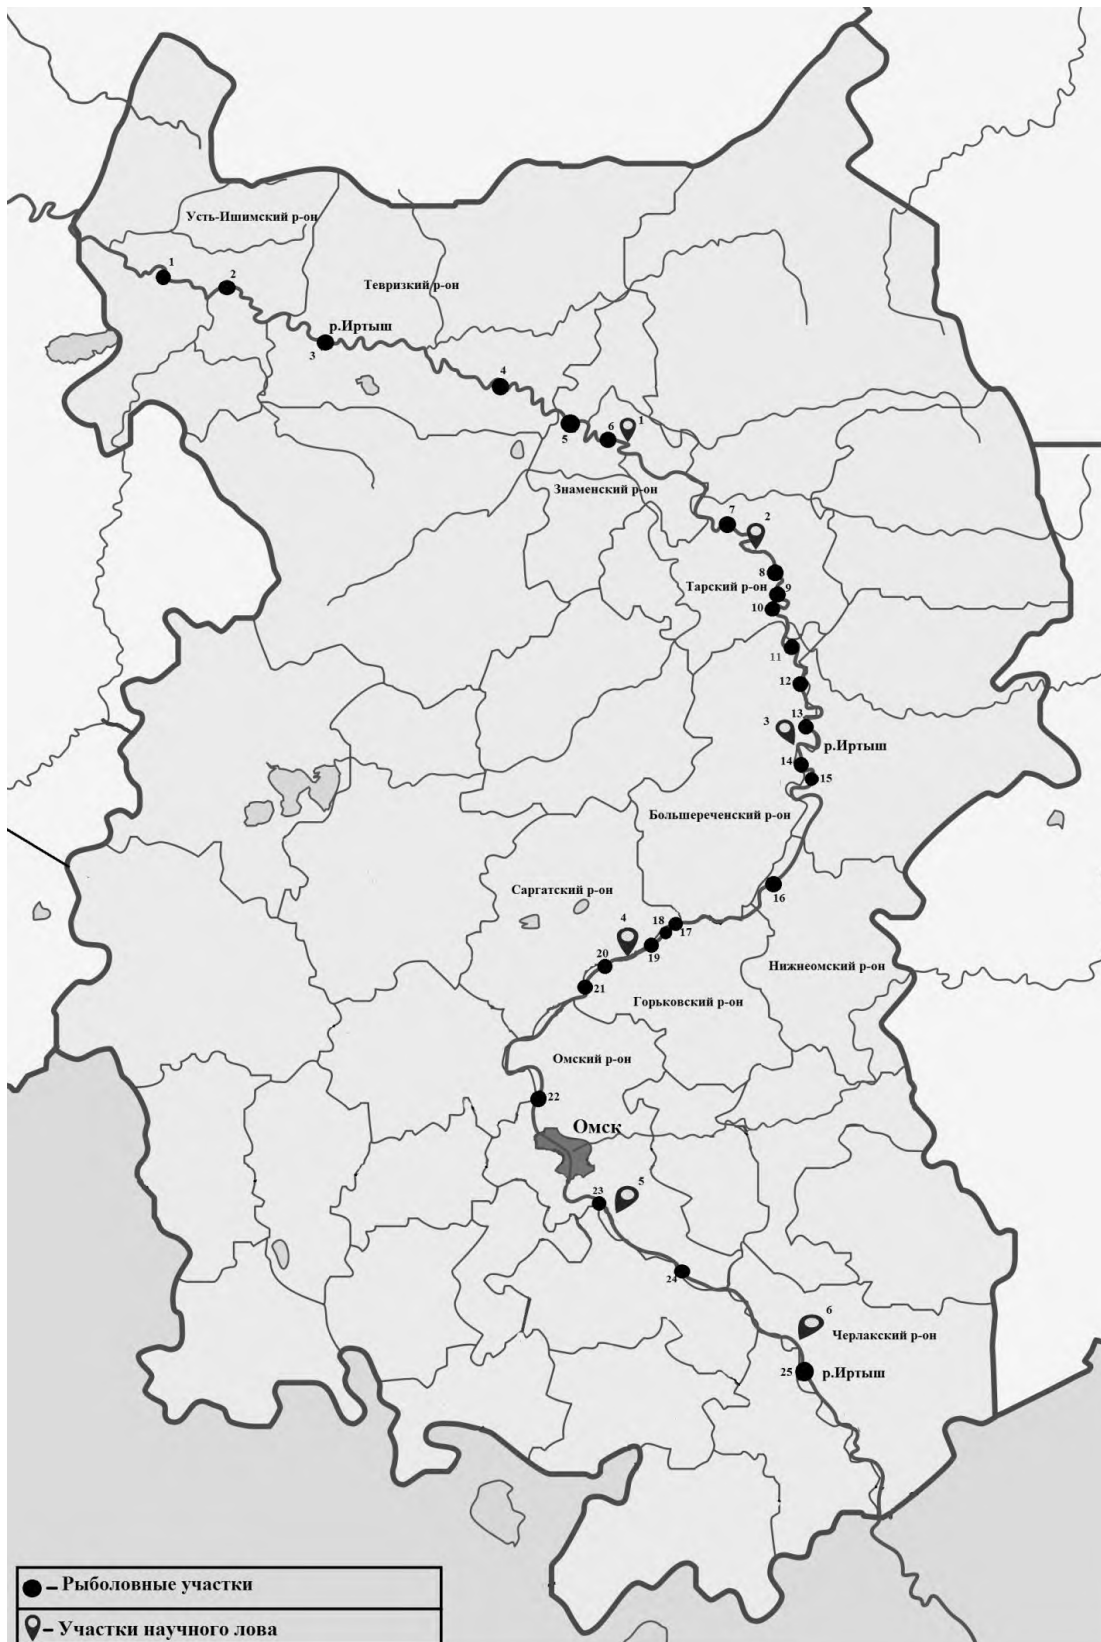 Усть-Ишимский р-он
1
2
Тевризкий р-он
р.Иртыш
3
4
5
6
1
Знаменский р-он
7
2
8
Тарский р-он
9
10
11
12
13
3
р.Иртыш
14
15
Большереченский р-он
16
Саргатский р-он
18
17
4
19
20
Нижнеомский р-он
21
Горьковский р-он
Омский р-он
22
Омск
23
5
24
6
Черлакский р-он
25
р.Иртыш
– Рыболовные участки
– Участки научного лова